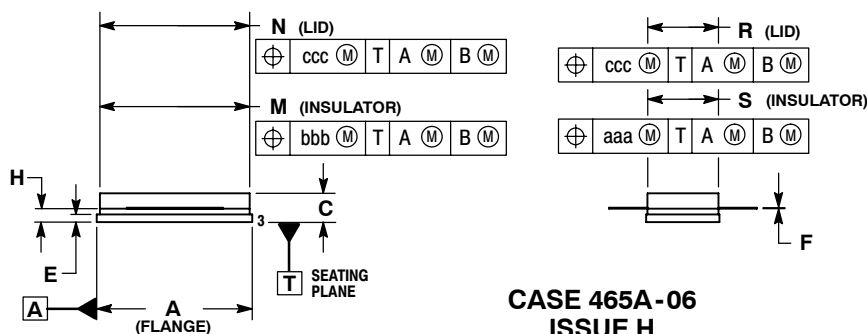 N (LID)
⌖ ccc Ⓜ T A Ⓜ B Ⓜ
M (INSULATOR)
⌖ bbb Ⓜ T A Ⓜ B Ⓜ
R (LID)
⌖ ccc Ⓜ T A Ⓜ B Ⓜ
S (INSULATOR)
⌖ aaa Ⓜ T A Ⓜ B Ⓜ
H
C
3
E
F
T SEATING
PLANE
A
A
(FLANGE)
CASE 465A-06
ISSUE H